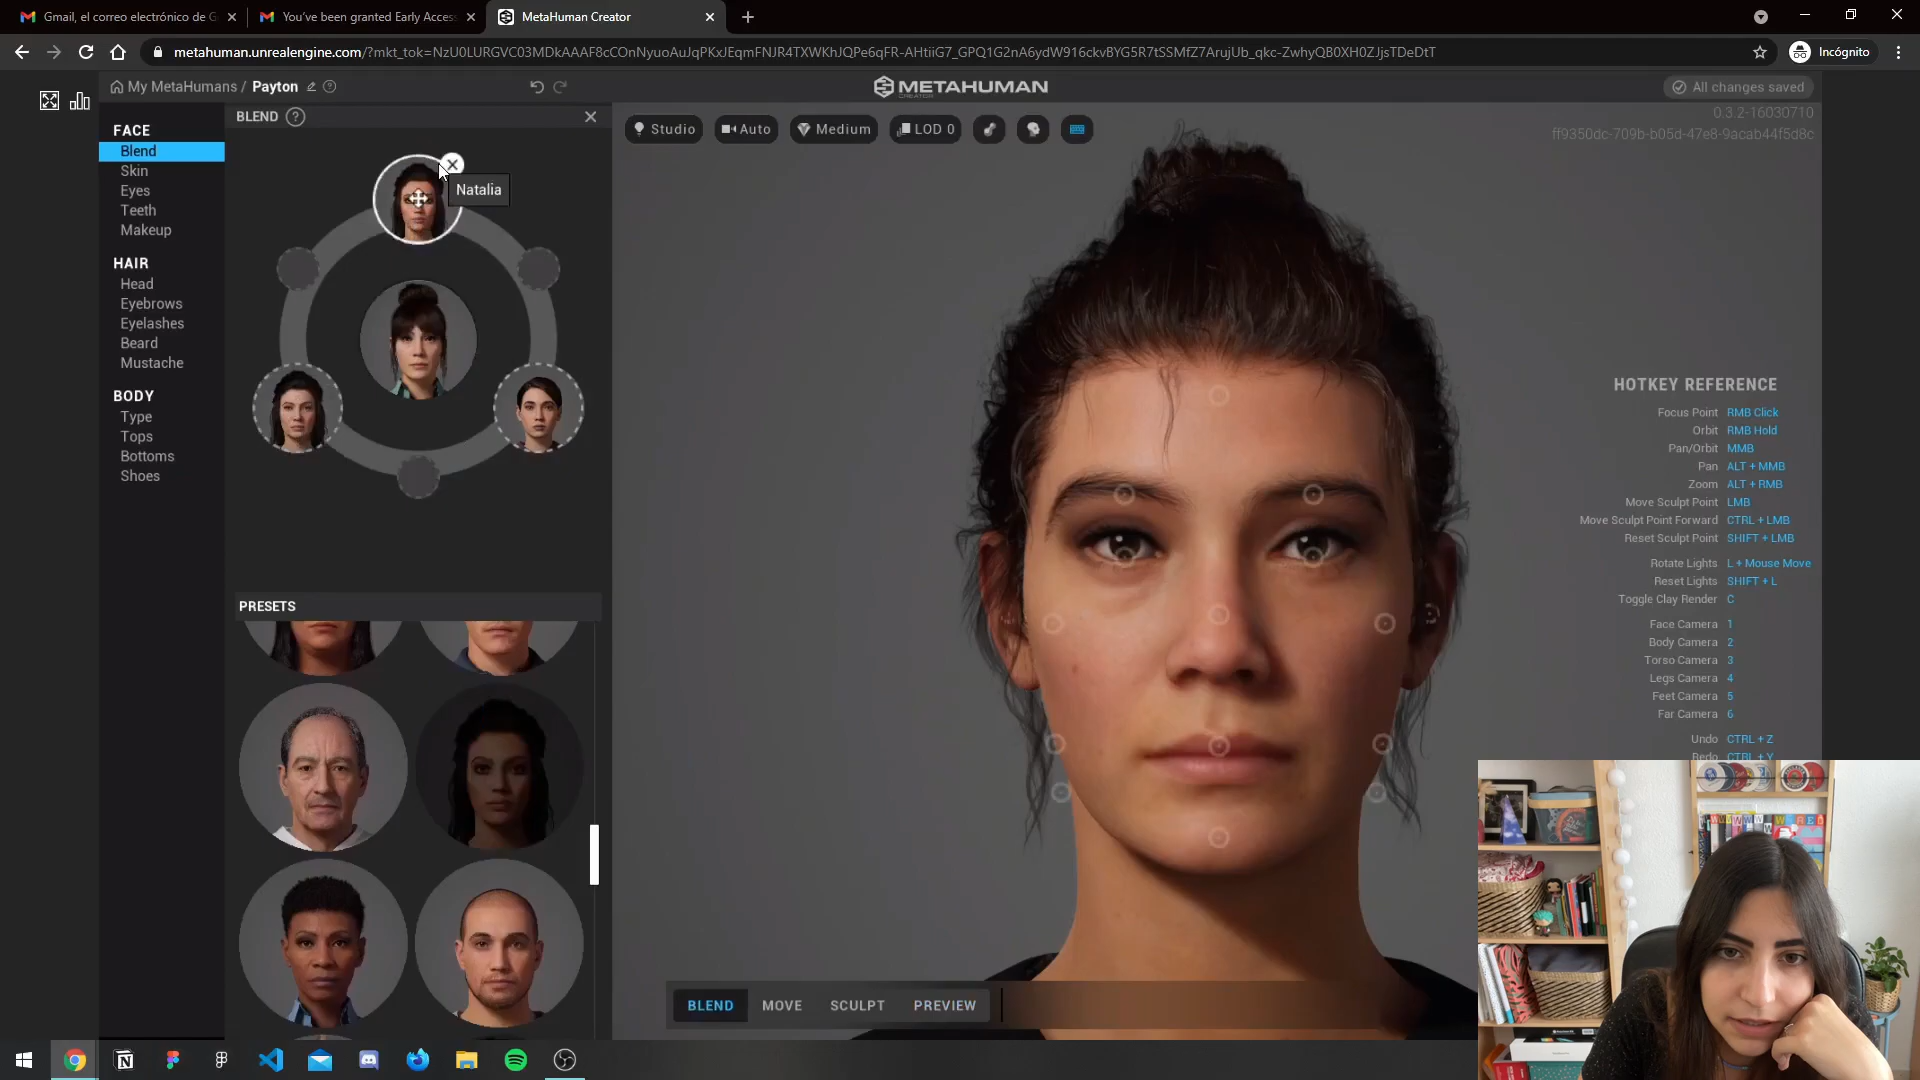 Gmail, el correo electrónico de G
You've been granted Early Acces
MetaHuman Creator
metahuman.unrealengine.com/?mkt_tok=NzU0LURGVC03MDkAAAF8cCOnNyuoAuJqPKxJEqmFNJR4TXWKhJQPe6qFR-AHtiiG7_GPQ1G2nA6ydW916ckvBYG5R7tSSMfZ7ArujUb_qkc-ZwhyQB0XH0ZJjsTDeDtT
Incógnito
My MetaHumans / Payton
METAHUMAN
CREATOR
All changes saved
0.3.2-16030710
ff9350dc-709b-b05d-47e8-9acab44f5d8c
FACE
Blend
Skin
Eyes
Teeth
Makeup
HAIR
Head
Eyebrows
Eyelashes
Beard
Mustache
BODY
Type
Tops
Bottoms
Shoes
BLEND
Natalia
PRESETS
Studio
Auto
Medium
LOD 0
HOTKEY REFERENCE
Focus Point RMB Click
Orbit RMB Hold
Pan/Orbit MMB
Pan ALT + MMB
Zoom ALT + RMB
Move Sculpt Point LMB
Move Sculpt Point Forward CTRL + LMB
Reset Sculpt Point SHIFT + LMB
Rotate Lights L + Mouse Move
Reset Lights SHIFT + L
Toggle Clay Render C
Face Camera 1
Body Camera 2
Torso Camera 3
Legs Camera 4
Feet Camera 5
Far Camera 6
Undo CTRL + Z
Redo CTRL + Y
BLEND
MOVE
SCULPT
PREVIEW